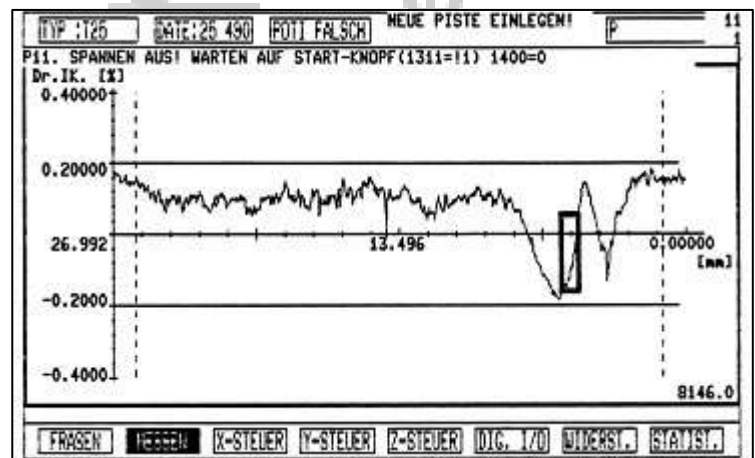 TYP :T25 DATE:25 490 POTI FALSCH NEUE PISTE EINLEGEN! P 11
1
P11. SPANNEN AUS! WARTEN AUF START-KNOPF(1311=!1) 1400=0
Dr.IK. [%]
0.40000
0.20000
26.992 13.496 0.00000
[mm]
-0.2000
-0.4000
8146.0
FRASEN MESSEN X-STEUER Y-STEUER Z-STEUER DIG. I/O WIDERST. STATIST.